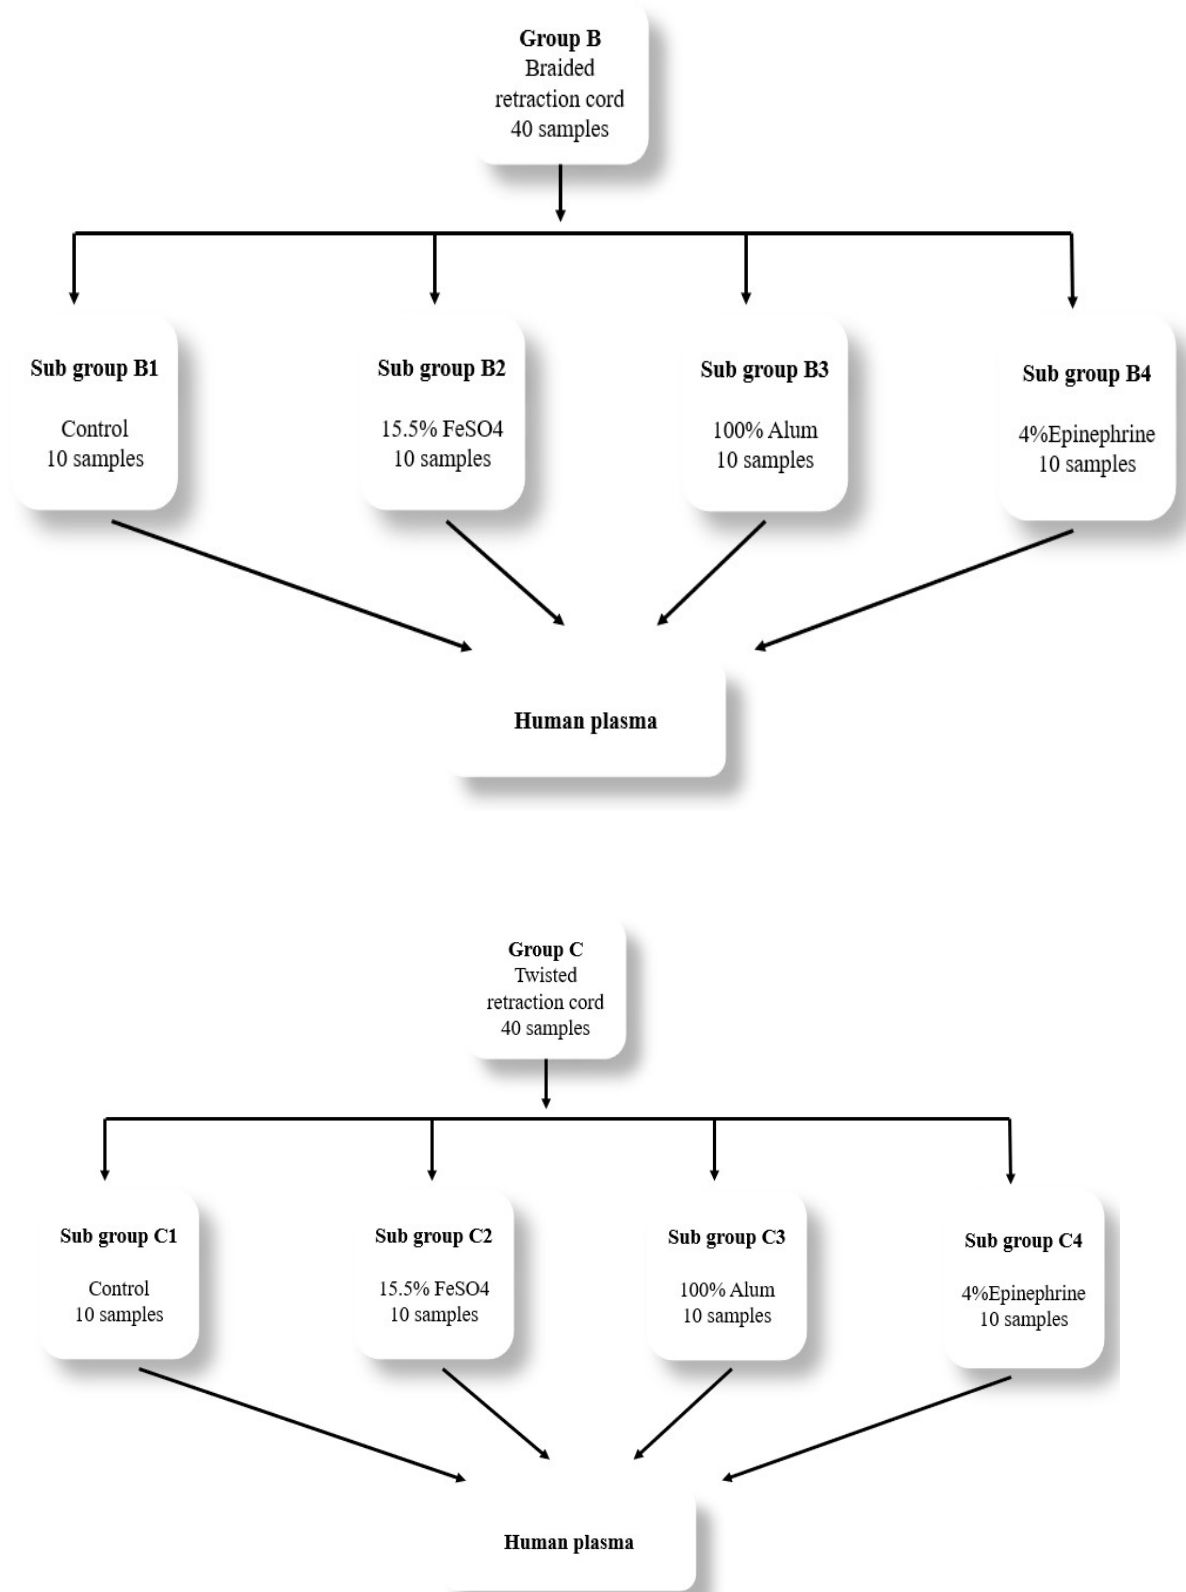 Group B
Braided
retraction cord
40 samples
Sub group B1
Control
10 samples
Sub group B2
15.5% FeSO4
10 samples
Sub group B3
100% Alum
10 samples
Sub group B4
4%Epinephrine
10 samples
Human plasma
Group C
Twisted
retraction cord
40 samples
Sub group C1
Control
10 samples
Sub group C2
15.5% FeSO4
10 samples
Sub group C3
100% Alum
10 samples
Sub group C4
4%Epinephrine
10 samples
Human plasma